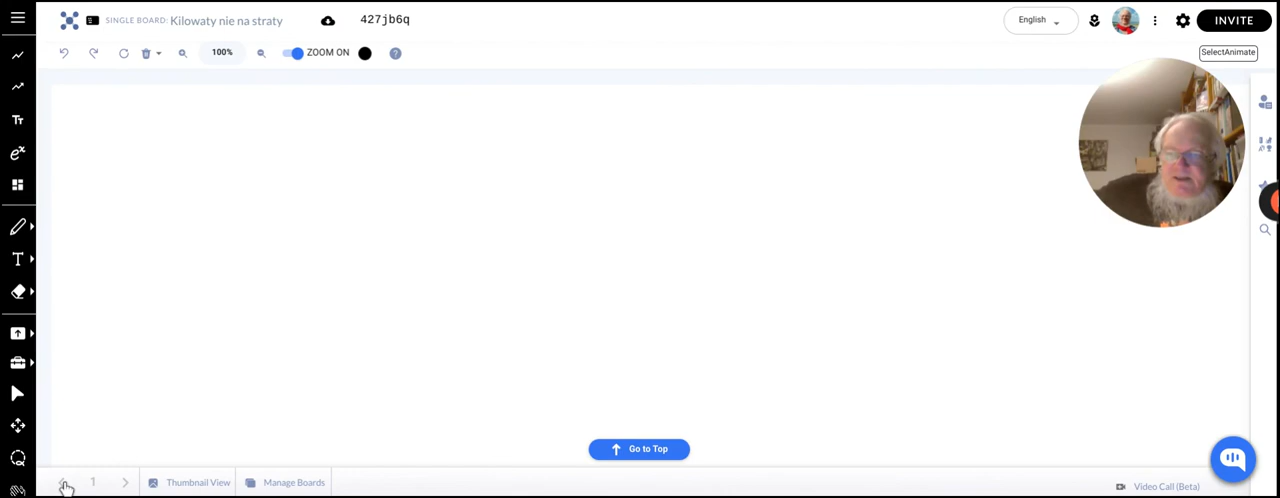 SINGLE BOARD: Kilowaty nie na straty
427jb6q
English
INVITE
100%
ZOOM ON
SelectAnimate
Go to Top
1
Thumbnail View
Manage Boards
Video Call (Beta)